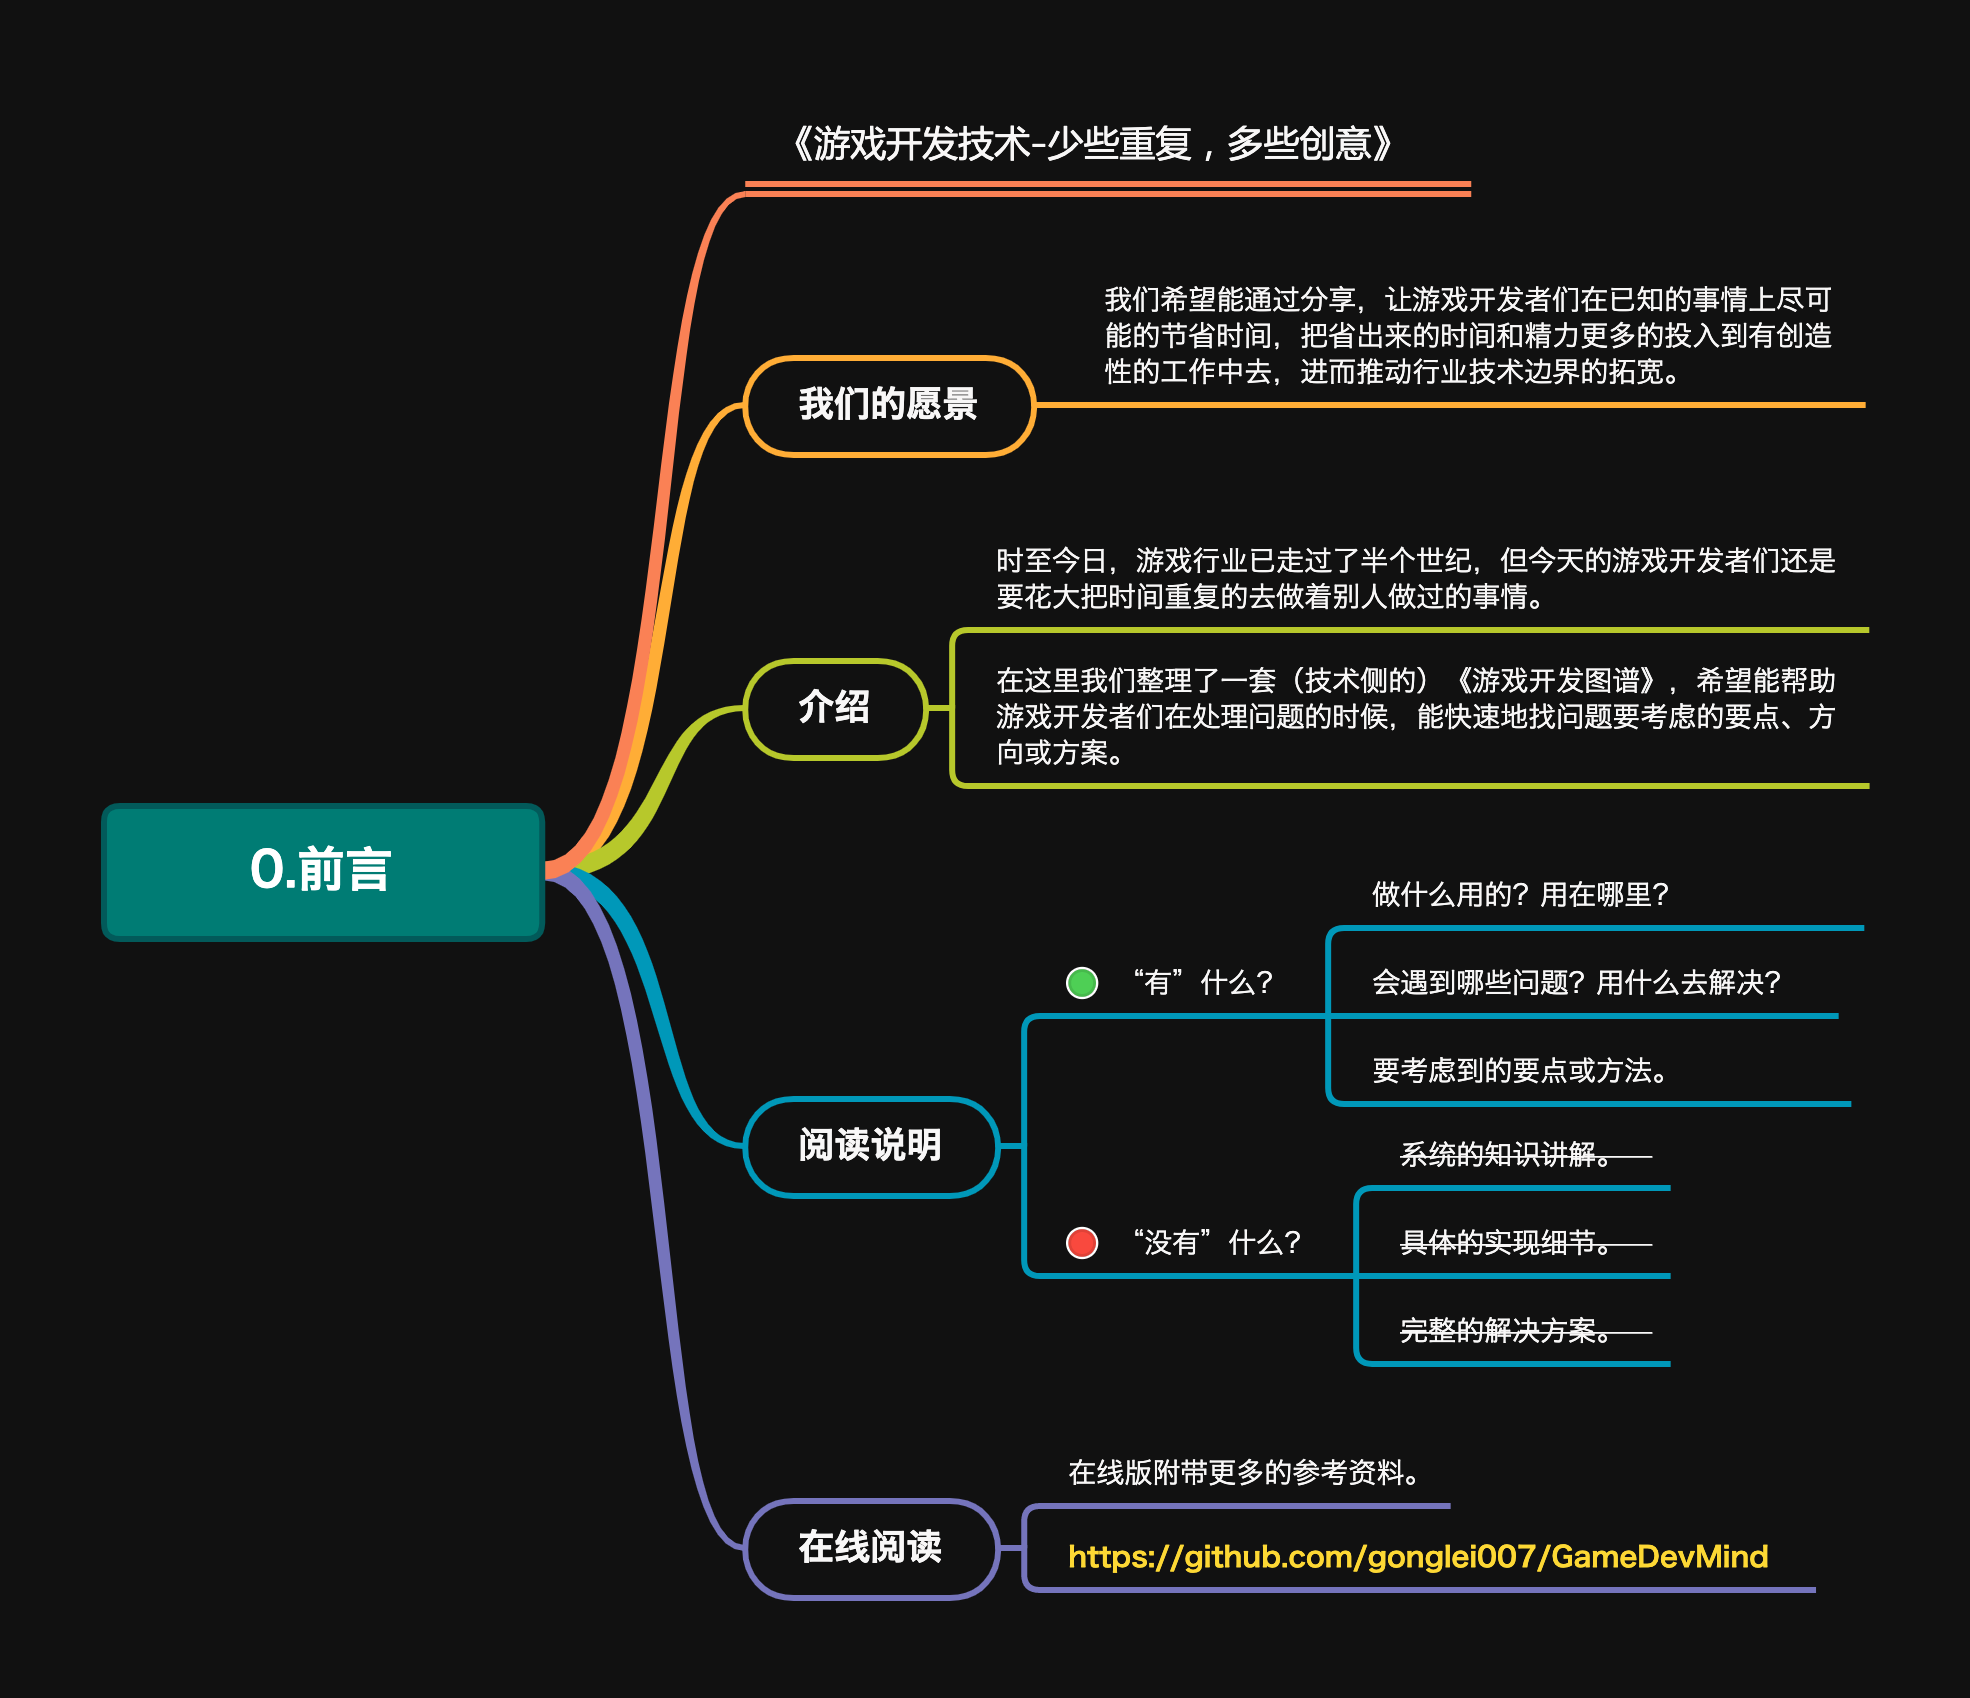 《游戏开发技术-少些重复，多些创意》
我们希望能通过分享，让游戏开发者们在已知的事情上尽可
能的节省时间，把省出来的时间和精力更多的投入到有创造
性的工作中去，进而推动行业技术边界的拓宽。
我们的愿景
时至今日，游戏行业已走过了半个世纪，但今天的游戏开发者们还是
要花大把时间重复的去做着别人做过的事情。
介绍
在这里我们整理了一套（技术侧的）《游戏开发图谱》，希望能帮助
游戏开发者们在处理问题的时候，能快速地找问题要考虑的要点、方
向或方案。
0.前言
做什么用的？用在哪里？
“有”什么？
会遇到哪些问题？用什么去解决？
要考虑到的要点或方法。
阅读说明
系统的知识讲解。
“没有”什么？
具体的实现细节。
完整的解决方案。
在线版附带更多的参考资料。
在线阅读
https://github.com/gonglei007/GameDevMind